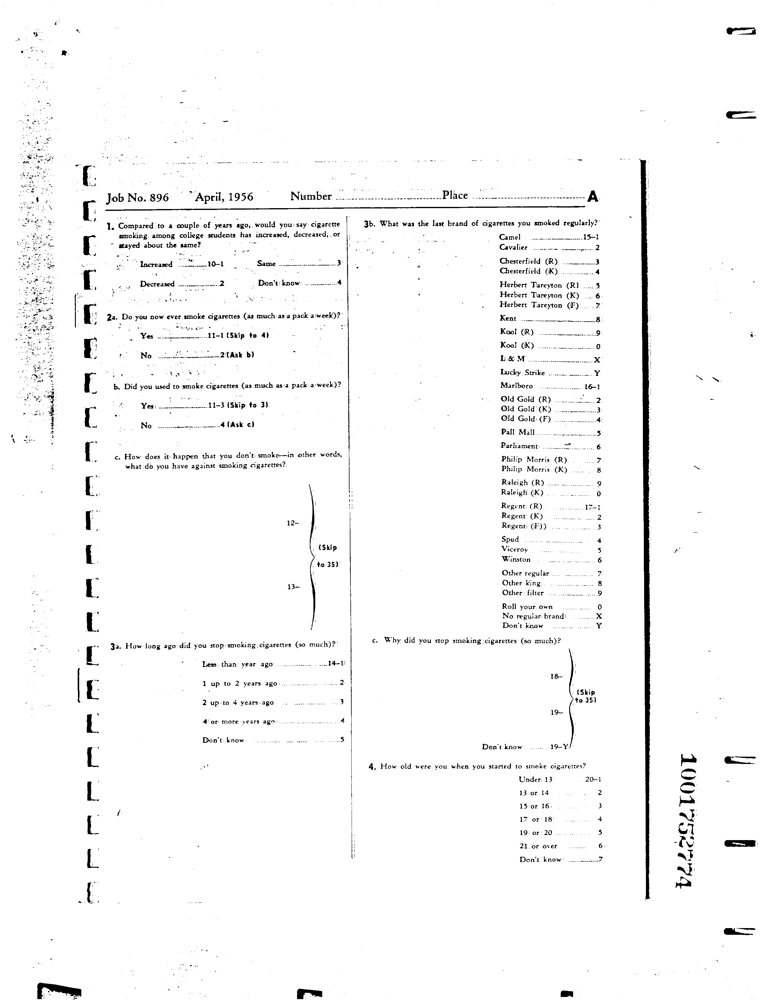 Job No. 896 April, 1956 Number Place A
1. Compared to a couple of years ago, would you say cigarette
smoking among college students has increased, decreased, or
stayed about the same?
Increased 10-1 Same 3
Decreased 2 Don't know 4
2a. Do you now ever smoke cigarettes (as much as a pack a week)?
Yes 11-1 (Skip to 4)
No 2 (Ask b)
b. Did you used to smoke cigarettes (as much as a pack a week)?
Yes 11-3 (Skip to 3)
No 4 (Ask c)
c. How does it happen that you don't smoke—in other words,
what do you have against smoking cigarettes?
12-
(Skip
to 35)
13-
3a. How long ago did you stop smoking cigarettes (so much)?
Less than year ago 14-1
1 up to 2 years ago 2
2 up to 4 years ago 3
4 or more years ago 4
Don't know 5
3b. What was the last brand of cigarettes you smoked regularly?
Camel 15-1
Cavalier 2
Chesterfield (R) 3
Chesterfield (K) 4
Herbert Tareyton (R) 5
Herbert Tareyton (K) 6
Herbert Tareyton (F) 7
Kent 8
Kool (R) 9
Kool (K) 0
L & M X
Lucky Strike Y
Marlboro 16-1
Old Gold (R) 2
Old Gold (K) 3
Old Gold (F) 4
Pall Mall 5
Parliament 6
Philip Morris (R) 7
Philip Morris (K) 8
Raleigh (R) 9
Raleigh (K) 0
Regent (R) 17-1
Regent (K) 2
Regent (F)) 3
Spud 4
Viceroy 5
Winston 6
Other regular 7
Other king 8
Other filter 9
Roll your own 0
No regular brand X
Don't know Y
c. Why did you stop smoking cigarettes (so much)?
18-
(Skip
to 35)
19-
Don't know 19-Y
4. How old were you when you started to smoke cigarettes?
Under 13 20-1
13 or 14 2
15 or 16 3
17 or 18 4
19 or 20 5
21 or over 6
Don't know 7
1001752774